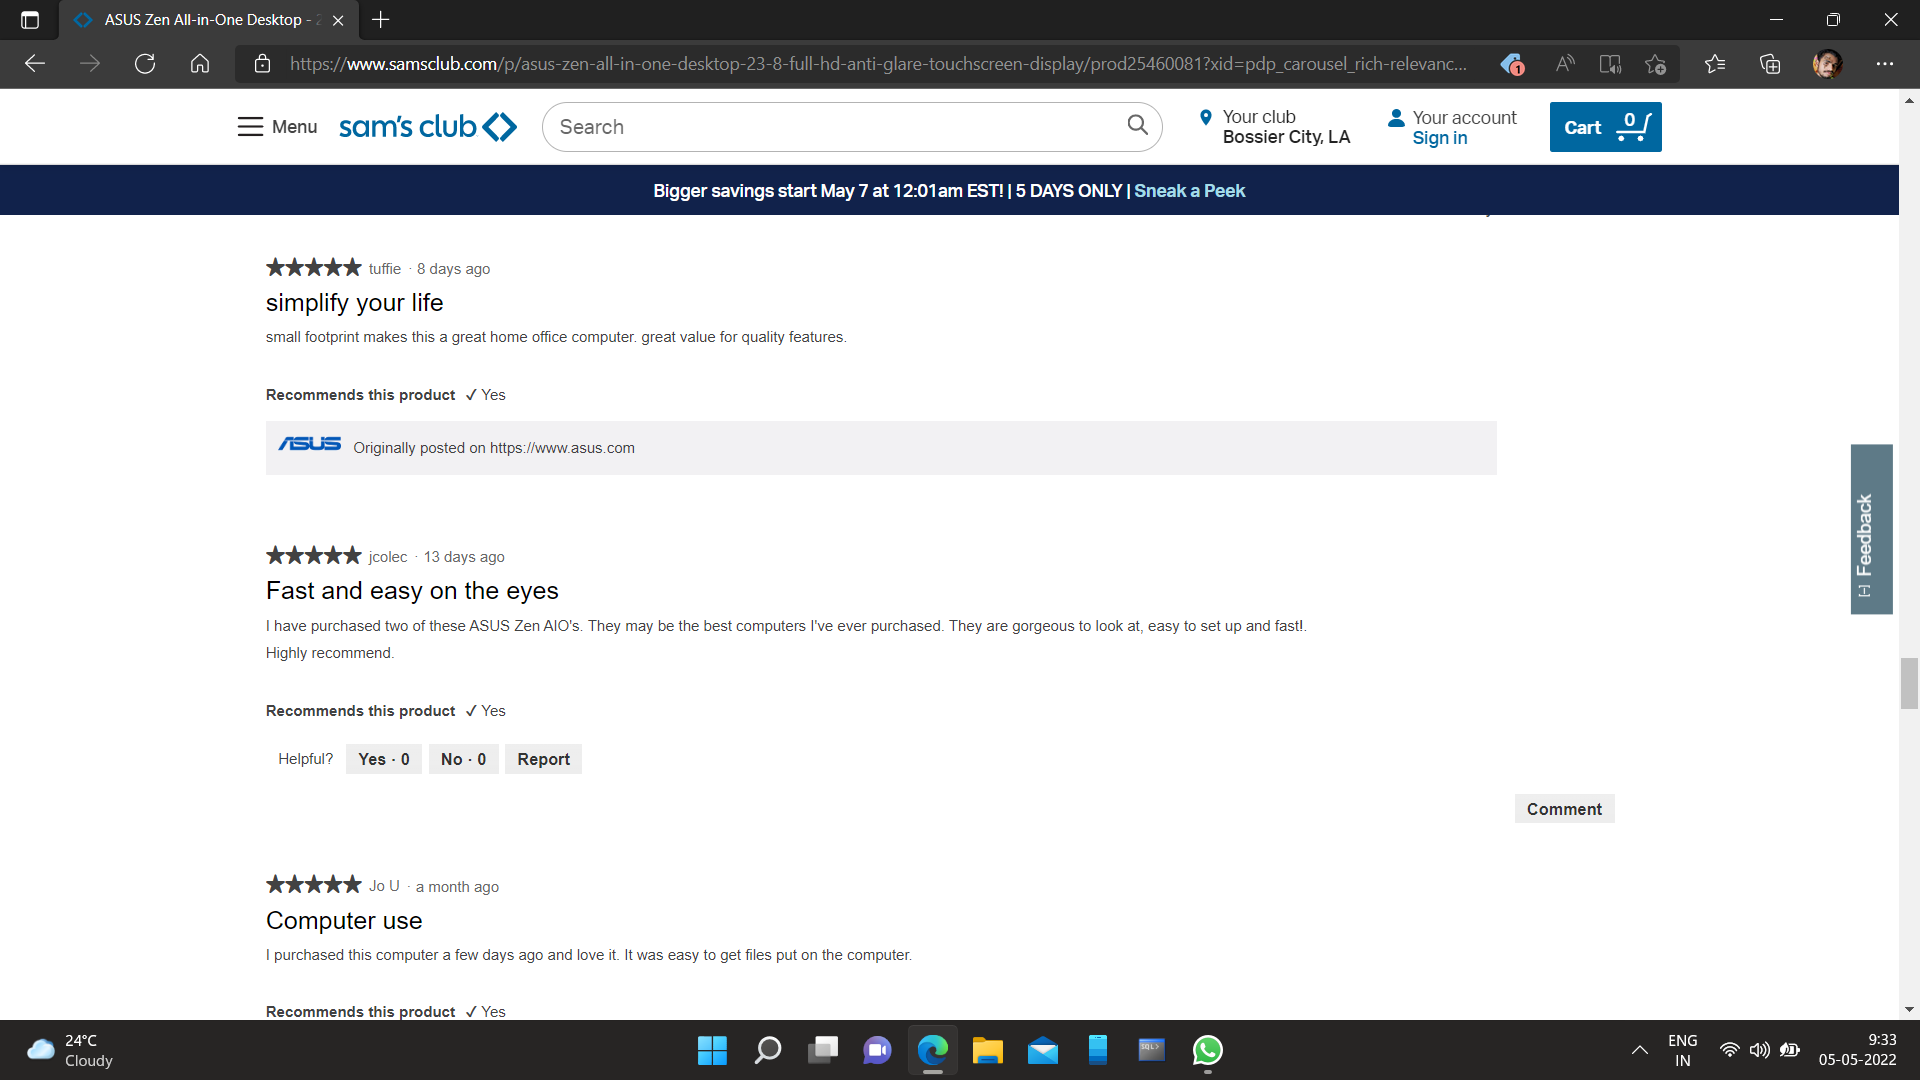 ASUS Zen All-in-One Desktop - 2
https://www.samsclub.com/p/asus-zen-all-in-one-desktop-23-8-full-hd-anti-glare-touchscreen-display/prod25460081?xid=pdp_carousel_rich-relevanc...
1
Menu
sam's club
Search
Your club
Bossier City, LA
Your account
Sign in
Cart
0
Bigger savings start May 7 at 12:01am EST! | 5 DAYS ONLY | Sneak a Peek
★★★★★ tuffie · 8 days ago
simplify your life
small footprint makes this a great home office computer. great value for quality features.
Recommends this product ✓ Yes
ASUS Originally posted on https://www.asus.com
★★★★★ jcolec · 13 days ago
Fast and easy on the eyes
I have purchased two of these ASUS Zen AIO's. They may be the best computers I've ever purchased. They are gorgeous to look at, easy to set up and fast!.
Highly recommend.
Recommends this product ✓ Yes
Helpful? Yes · 0 No · 0 Report
Comment
★★★★★ Jo U · a month ago
Computer use
I purchased this computer a few days ago and love it. It was easy to get files put on the computer.
Recommends this product ✓ Yes
[-] Feedback
24°C
Cloudy
SQL>
ENG
IN
9:33
05-05-2022